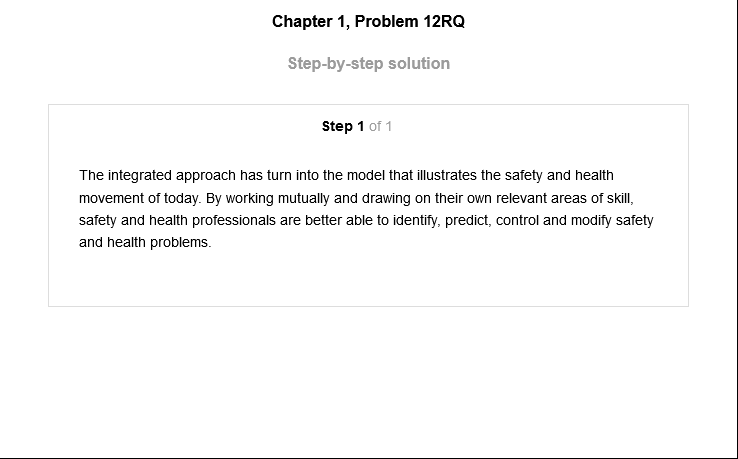 Chapter 1, Problem 12RQ
Step-by-step solution
Step 1 of 1
The integrated approach has turn into the model that illustrates the safety and health
movement of today. By working mutually and drawing on their own relevant areas of skill,
safety and health professionals are better able to identify, predict, control and modify safety
and health problems.